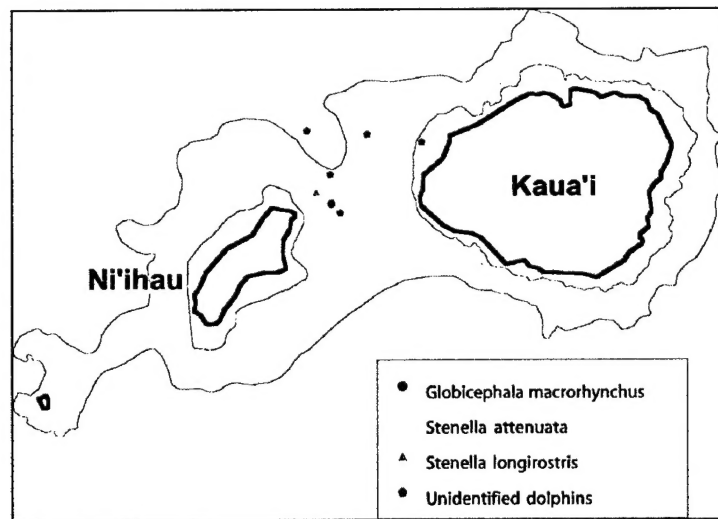 Kaua'i
Ni'ihau
Globicephala macrorhynchus
Stenella attenuata
Stenella longirostris
Unidentified dolphins